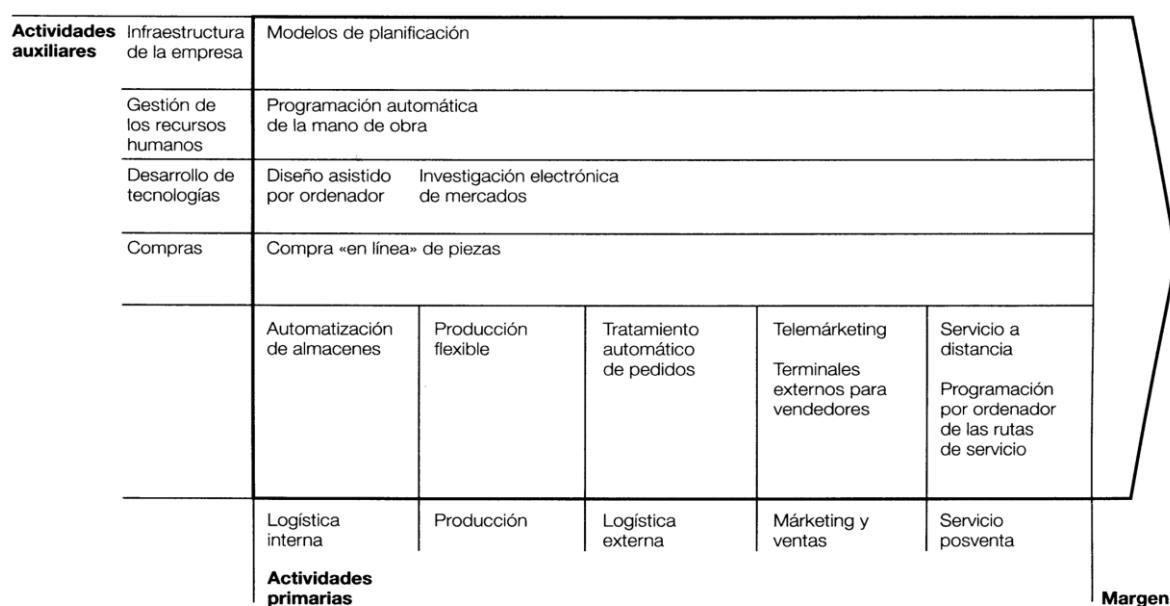 Actividades auxiliares
Infraestructura de la empresa
Modelos de planificación
Gestión de los recursos humanos
Programación automática de la mano de obra
Desarrollo de tecnologías
Diseño asistido por ordenador
Investigación electrónica de mercados
Compras
Compra «en línea» de piezas
Automatización de almacenes
Producción flexible
Tratamiento automático de pedidos
Telemárketing
Terminales externos para vendedores
Servicio a distancia
Programación por ordenador de las rutas de servicio
Logística interna
Producción
Logística externa
Márketing y ventas
Servicio posventa
Actividades primarias
Margen